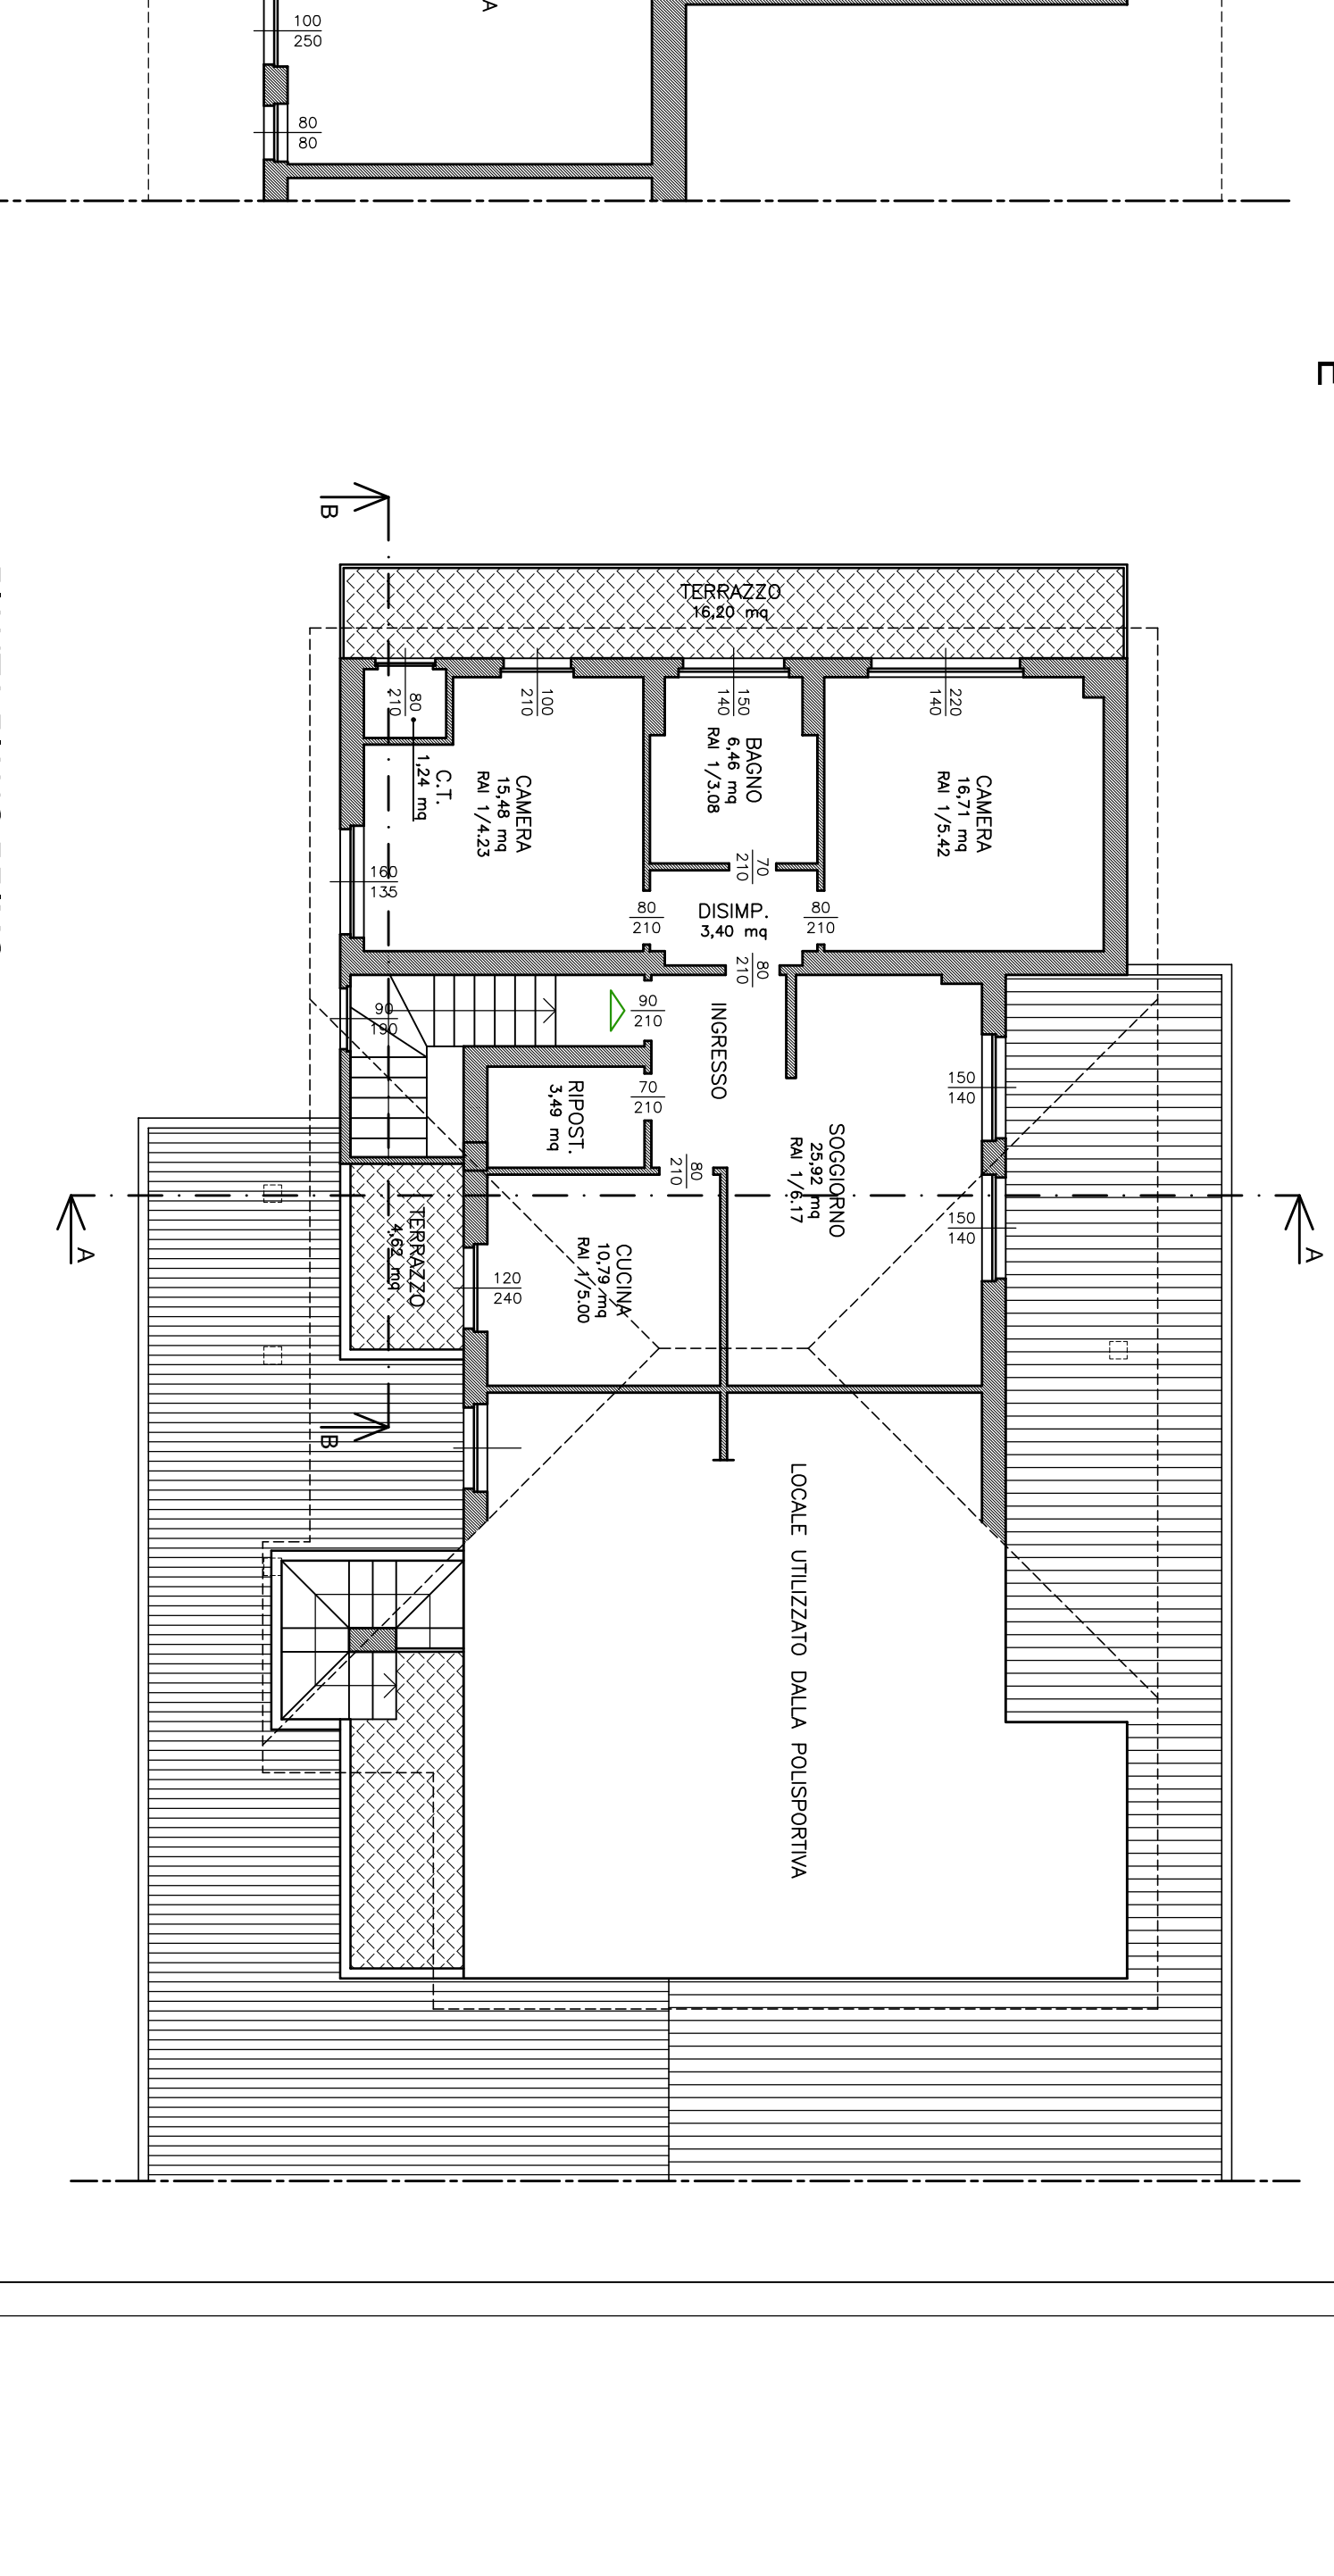 A
100
250
80
80
B
TERRAZZO
16,20 mq
80
210
100
210
150
140
220
140
C.T.
1,24 mq
CAMERA
15,48 mq
RAI 1/4.23
BAGNO
6,46 mq
RAI 1/3.08
CAMERA
16,71 mq
RAI 1/5.42
160
135
70
210
80
210
DISIMP.
3,40 mq
80
210
80
210
90
190
90
210
INGRESSO
70
210
RIPOST.
3,49 mq
150
140
SOGGIORNO
25,92 mq
RAI 1/6.17
80
210
150
140
A
A
TERRAZZO
4,62 mq
120
240
CUCINA
10,79 mq
RAI 1/5.00
B
LOCALE UTILIZZATO DALLA POLISPORTIVA